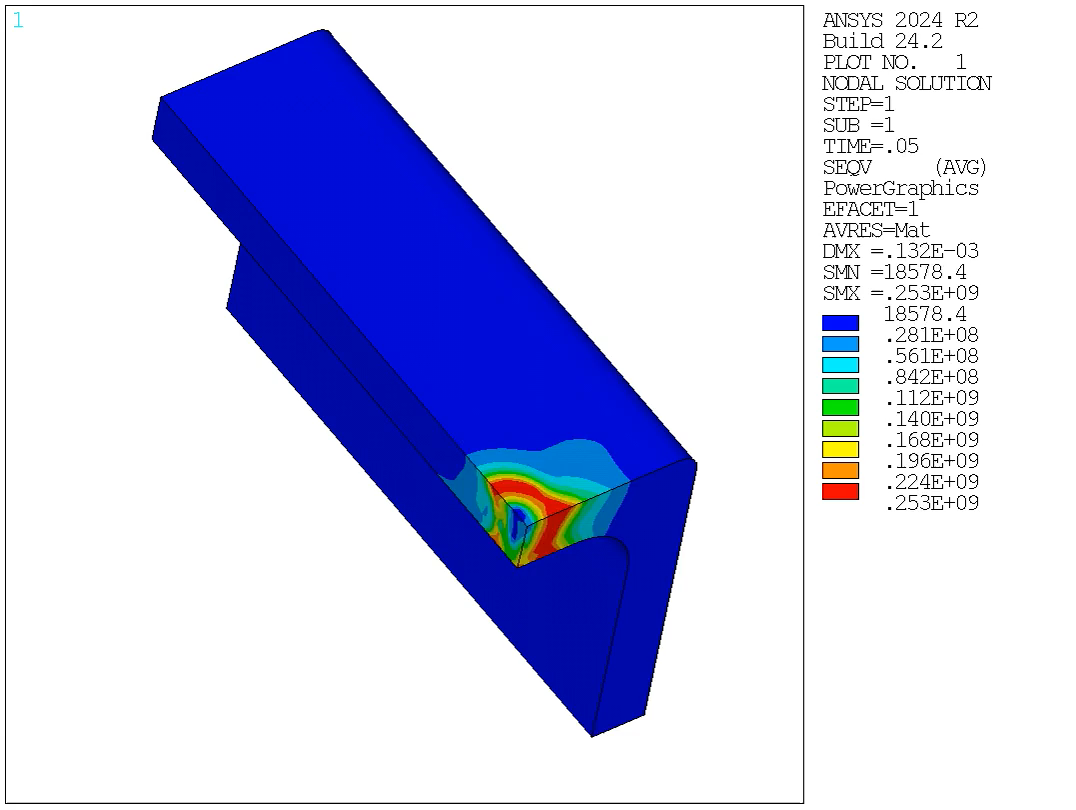 1
ANSYS 2024 R2
Build 24.2
PLOT NO.   1
NODAL SOLUTION
STEP=1
SUB =1
TIME=.05
SEQV     (AVG)
PowerGraphics
EFACET=1
AVRES=Mat
DMX =.132E-03
SMN =18578.4
SMX =.253E+09
18578.4
.281E+08
.561E+08
.842E+08
.112E+09
.140E+09
.168E+09
.196E+09
.224E+09
.253E+09